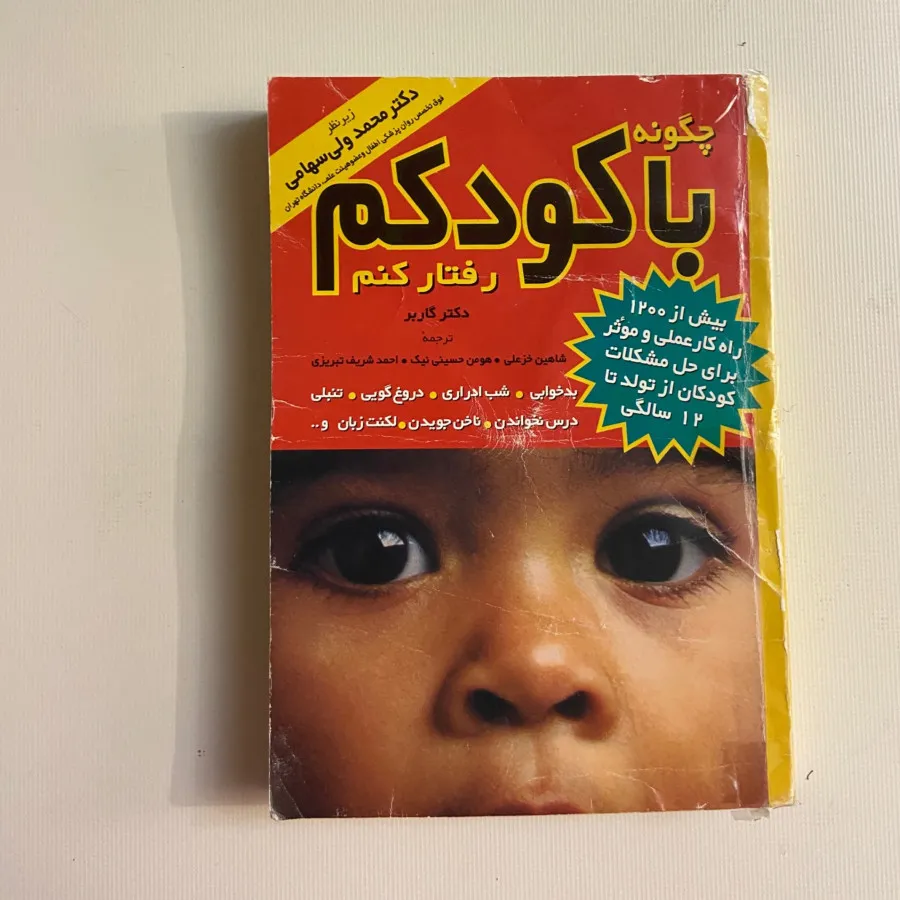 زیر نظر
دکتر محمد ولی سهامی
فوق تخصص روان پزشکی اطفال و عضو هیئت علمی دانشگاه تهران
چگونه
با کودکم
رفتار کنم
دکتر گاربر
ترجمهٔ
شاهین خزعلی • هومن حسینی نیک • احمد شریف تبریزی
بدخوابی • شب ادراری • دروغ گویی • تنبلی
درس نخواندن • ناخن جویدن • لکنت زبان و..
بیش از ۱۲۰۰
راه کار عملی و مؤثر
برای حل مشکلات
کودکان از تولد تا
۱۲ سالگی